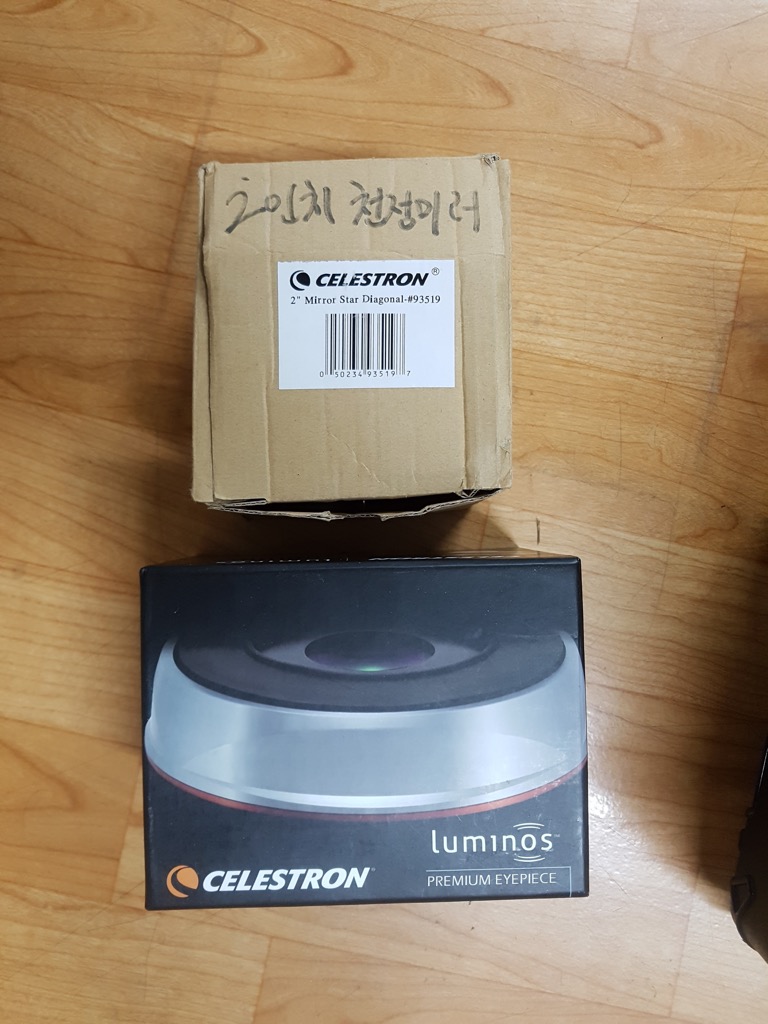 2인치 천정미러
CELESTRON®
2" Mirror Star Diagonal-#93519
0 50234 93519 7
luminos™
CELESTRON®
PREMIUM EYEPIECE